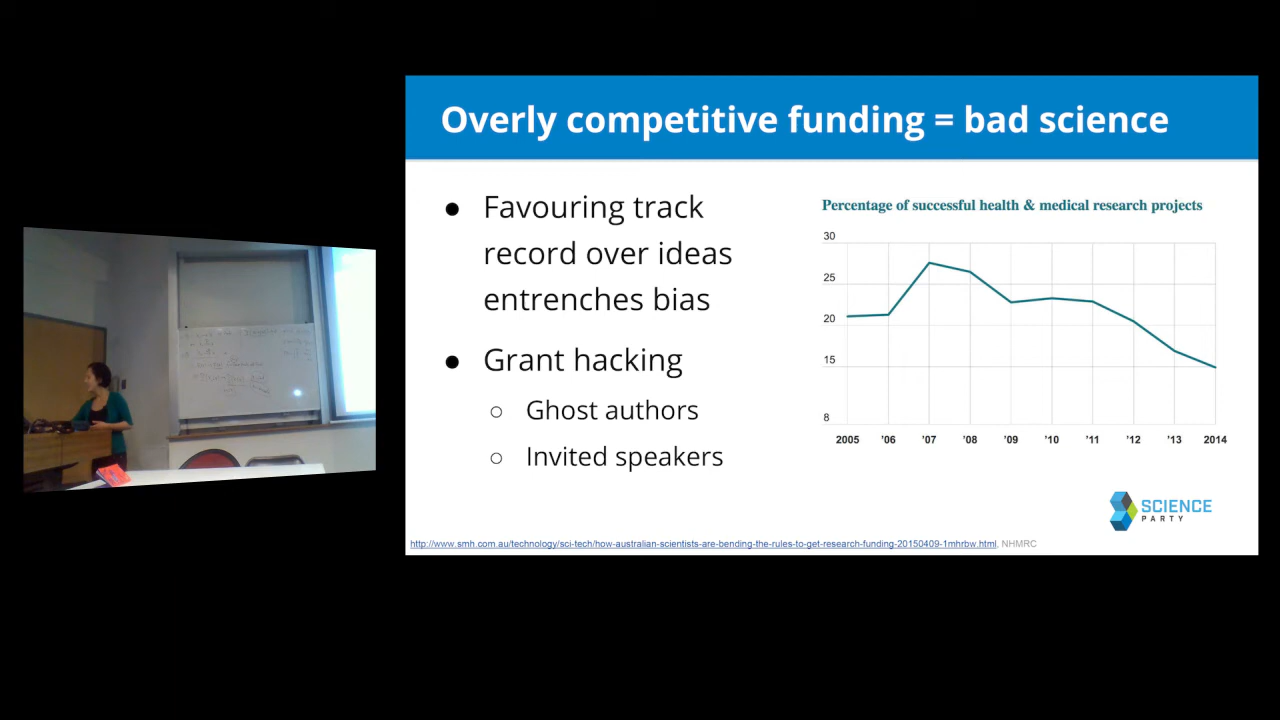 Overly competitive funding = bad science
● Favouring track
record over ideas
entrenches bias
● Grant hacking
○ Ghost authors
○ Invited speakers
Percentage of successful health & medical research projects
30
25
20
15
8
2005 '06 '07 '08 '09 '10 '11 '12 '13 2014
SCIENCE
PARTY
http://www.smh.com.au/technology/sci-tech/how-australian-scientists-are-bending-the-rules-to-get-research-funding-20150409-1mhrbw.html, NHMRC